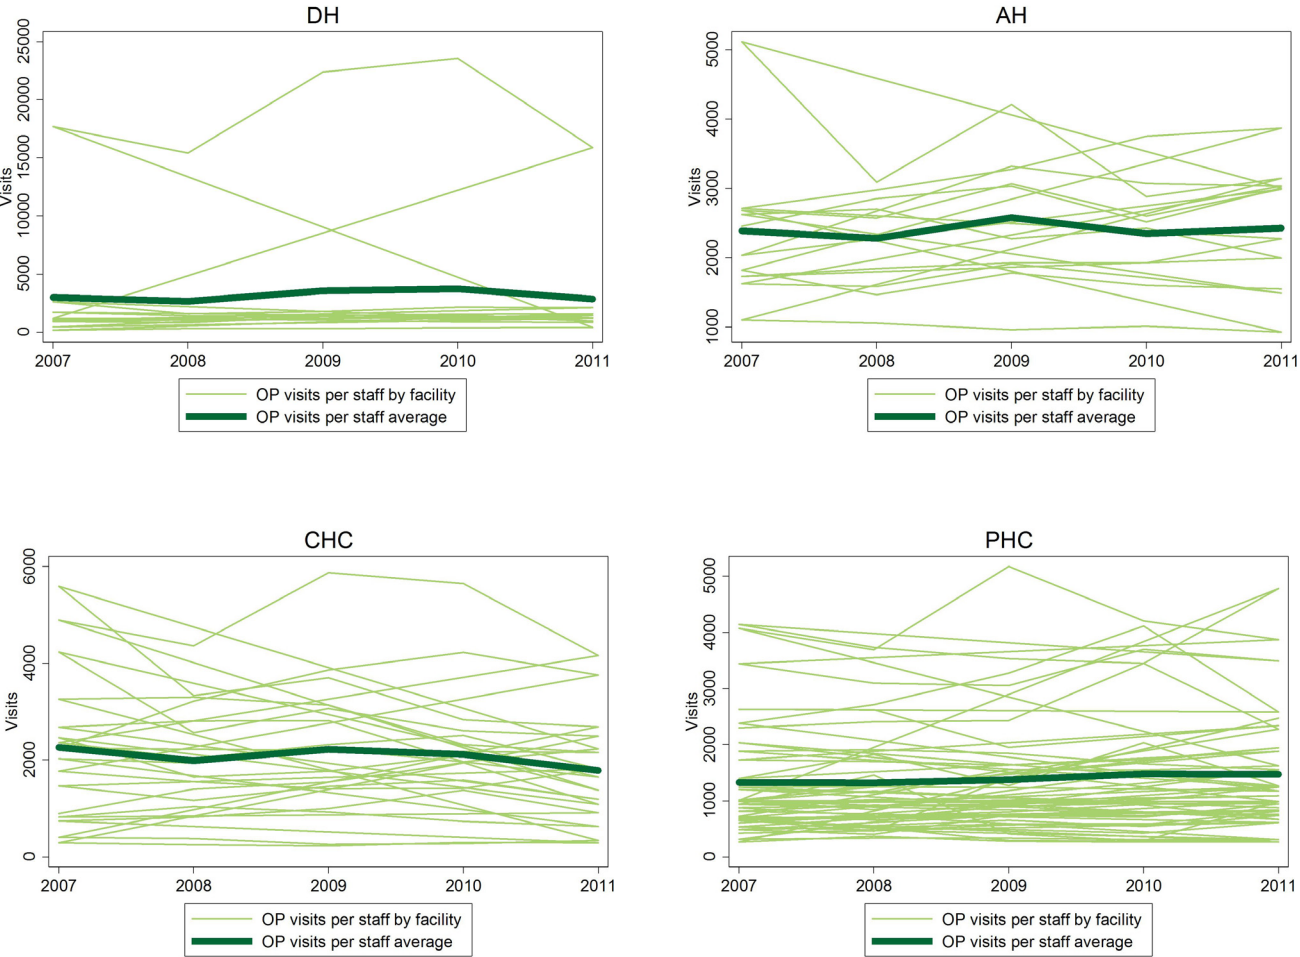 DH
Visits
25000
20000
15000
10000
5000
0
2007 2008 2009 2010 2011
OP visits per staff by facility
OP visits per staff average
AH
5000
4000
3000
2000
1000
2007 2008 2009 2010 2011
OP visits per staff by facility
OP visits per staff average
CHC
Visits
6000
4000
2000
0
2007 2008 2009 2010 2011
OP visits per staff by facility
OP visits per staff average
PHC
Visits
5000
4000
3000
2000
1000
0
2007 2008 2009 2010 2011
OP visits per staff by facility
OP visits per staff average